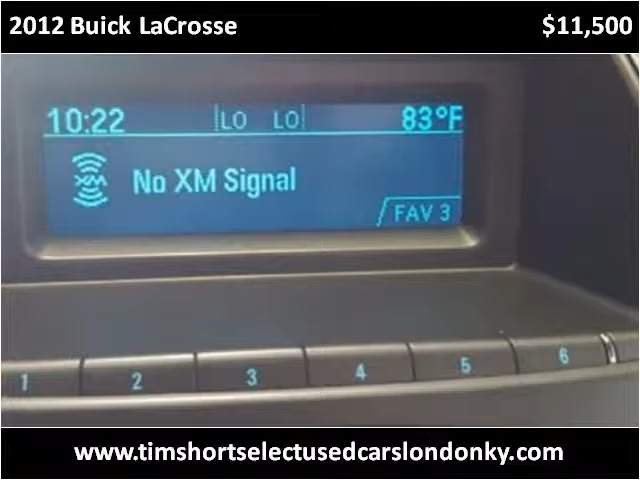 2012 Buick LaCrosse $11,500
10:22 LO LO 83°F
XM No XM Signal
FAV 3
1 2 3 4 5 6
www.timshortselectusedcarslondonky.com